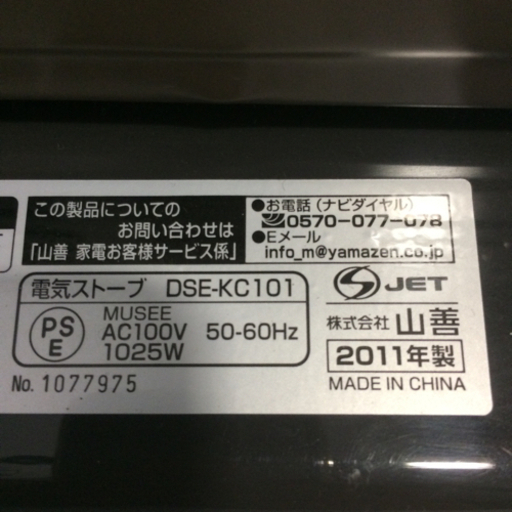 この製品についての
お問い合わせは
「山善 家電お客様サービス係」
●お電話（ナビダイヤル）
0570-077-078
●Eメール
info_m@yamazen.co.jp
電気ストーブ DSE-KC101
PS
E
MUSEE
AC100V 50-60Hz
1025W
No. 1077975
S JET
株式会社 山善
2011年製
MADE IN CHINA